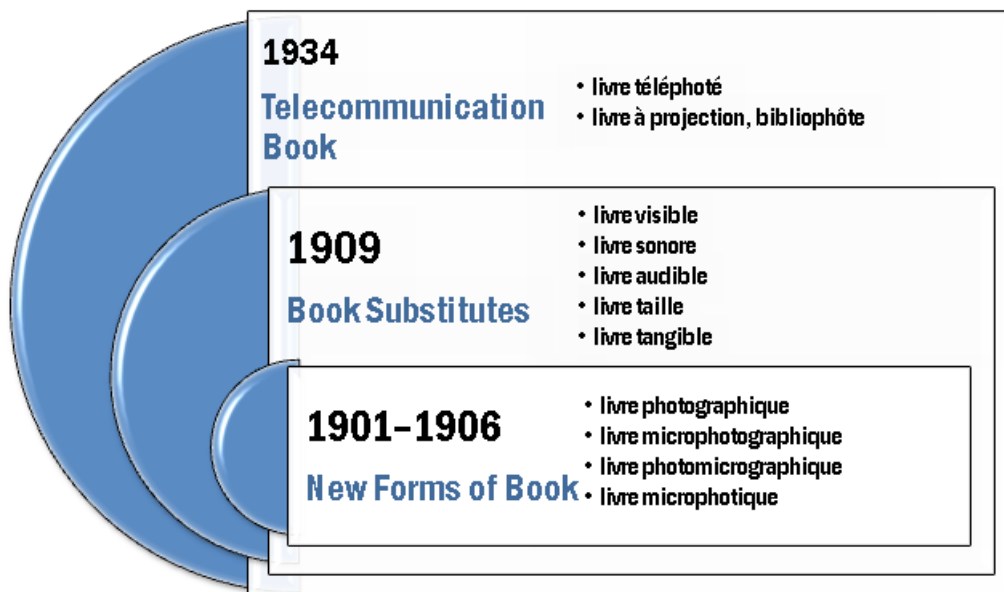 1934
Telecommunication
Book
• livre téléphoté
• livre à projection, bibliophôte
1909
Book Substitutes
• livre visible
• livre sonore
• livre audible
• livre taille
• livre tangible
1901–1906
New Forms of Book
• livre photographique
• livre microphotographique
• livre photomicrographique
• livre microphotique